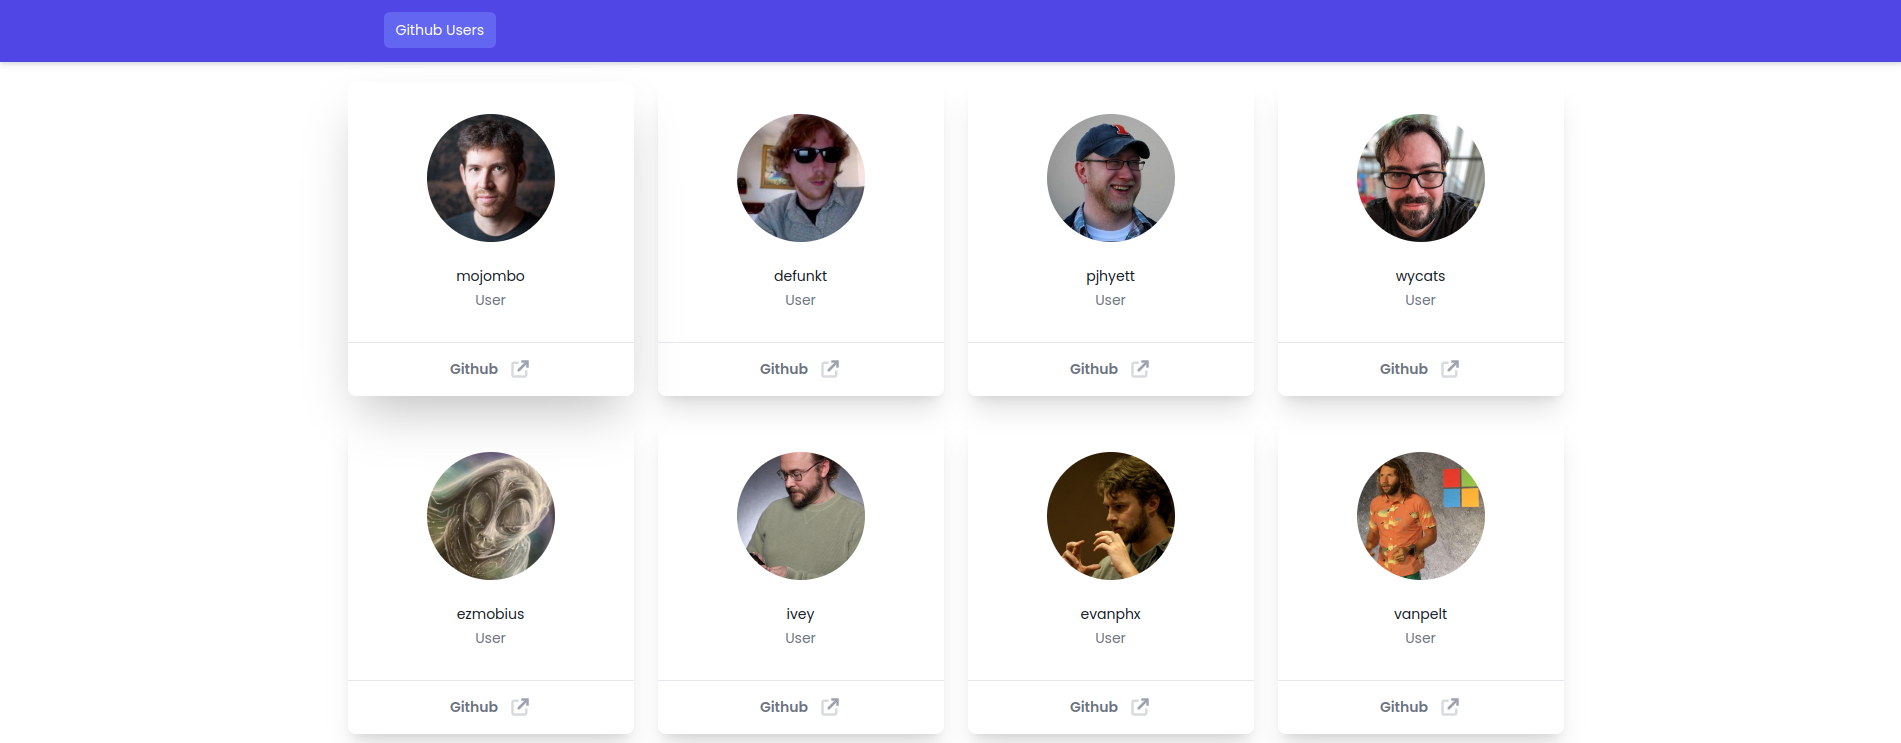 Github Users
mojombo
User
Github
defunkt
User
Github
pjhyett
User
Github
wycats
User
Github
ezmobius
User
Github
ivey
User
Github
evanphx
User
Github
vanpelt
User
Github